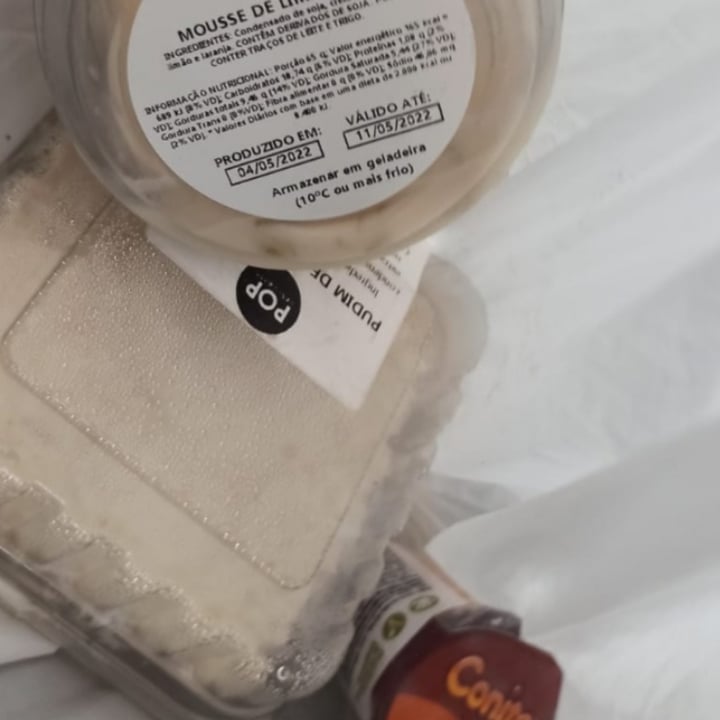 MOUSSE DE LIM
INGREDIENTES: Condensado de soja,
limão e laranja. CONTÉM DERIVADOS DE SOJA.
CONTER TRAÇOS DE LEITE E TRIGO.
INFORMAÇÃO NUTRICIONAL: Porção 65 g; Valor energético 165 kcal =
689 kJ (8% VD); Carboidratos 18,74 g (6% VD); Proteínas 1,08 g (2%
VD); Gorduras totais 9,46 g (14% VD); Gordura Saturada 5,44 (27% VD);
Gordura Trans 0 (0%VD); Fibra alimentar 0 g (0% VD); Sódio mg
(2% VD). * Valores Diários com base em uma dieta de 2.000 kcal ou
8.400 kJ.
PRODUZIDO EM:
04/05/2022
VÁLIDO ATÉ:
11/05/2022
Armazenar em geladeira
(10°C ou mais frio)
PUDIM DE
Ingredie
POP